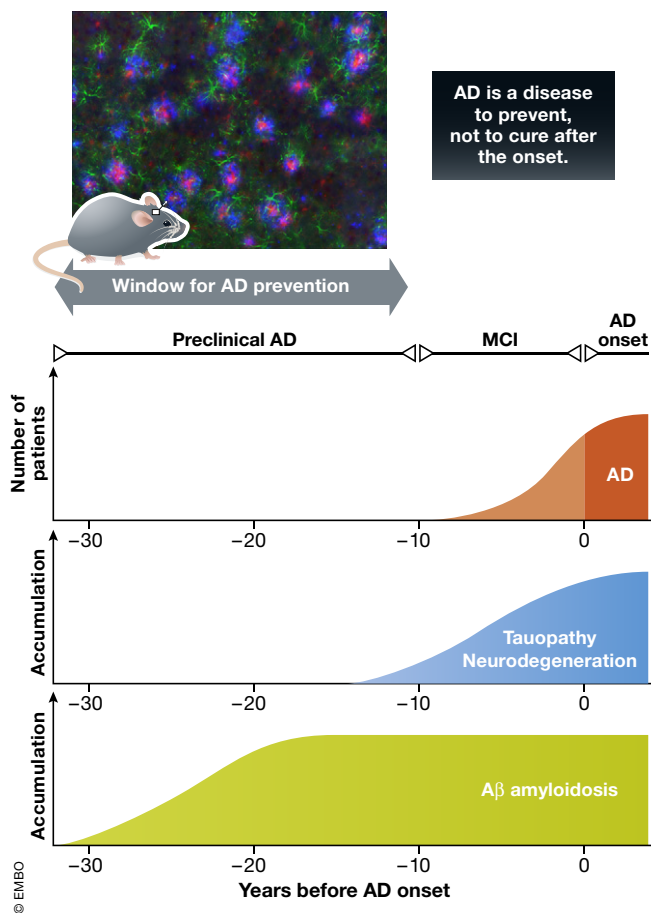 AD is a disease
to prevent,
not to cure after
the onset.
Window for AD prevention
Preclinical AD
MCI
AD
onset
Number of
patients
AD
−30
−20
−10
0
Accumulation
Tauopathy
Neurodegeneration
−30
−20
−10
0
Accumulation
Aβ amyloidosis
−30
−20
−10
0
Years before AD onset
© EMBO